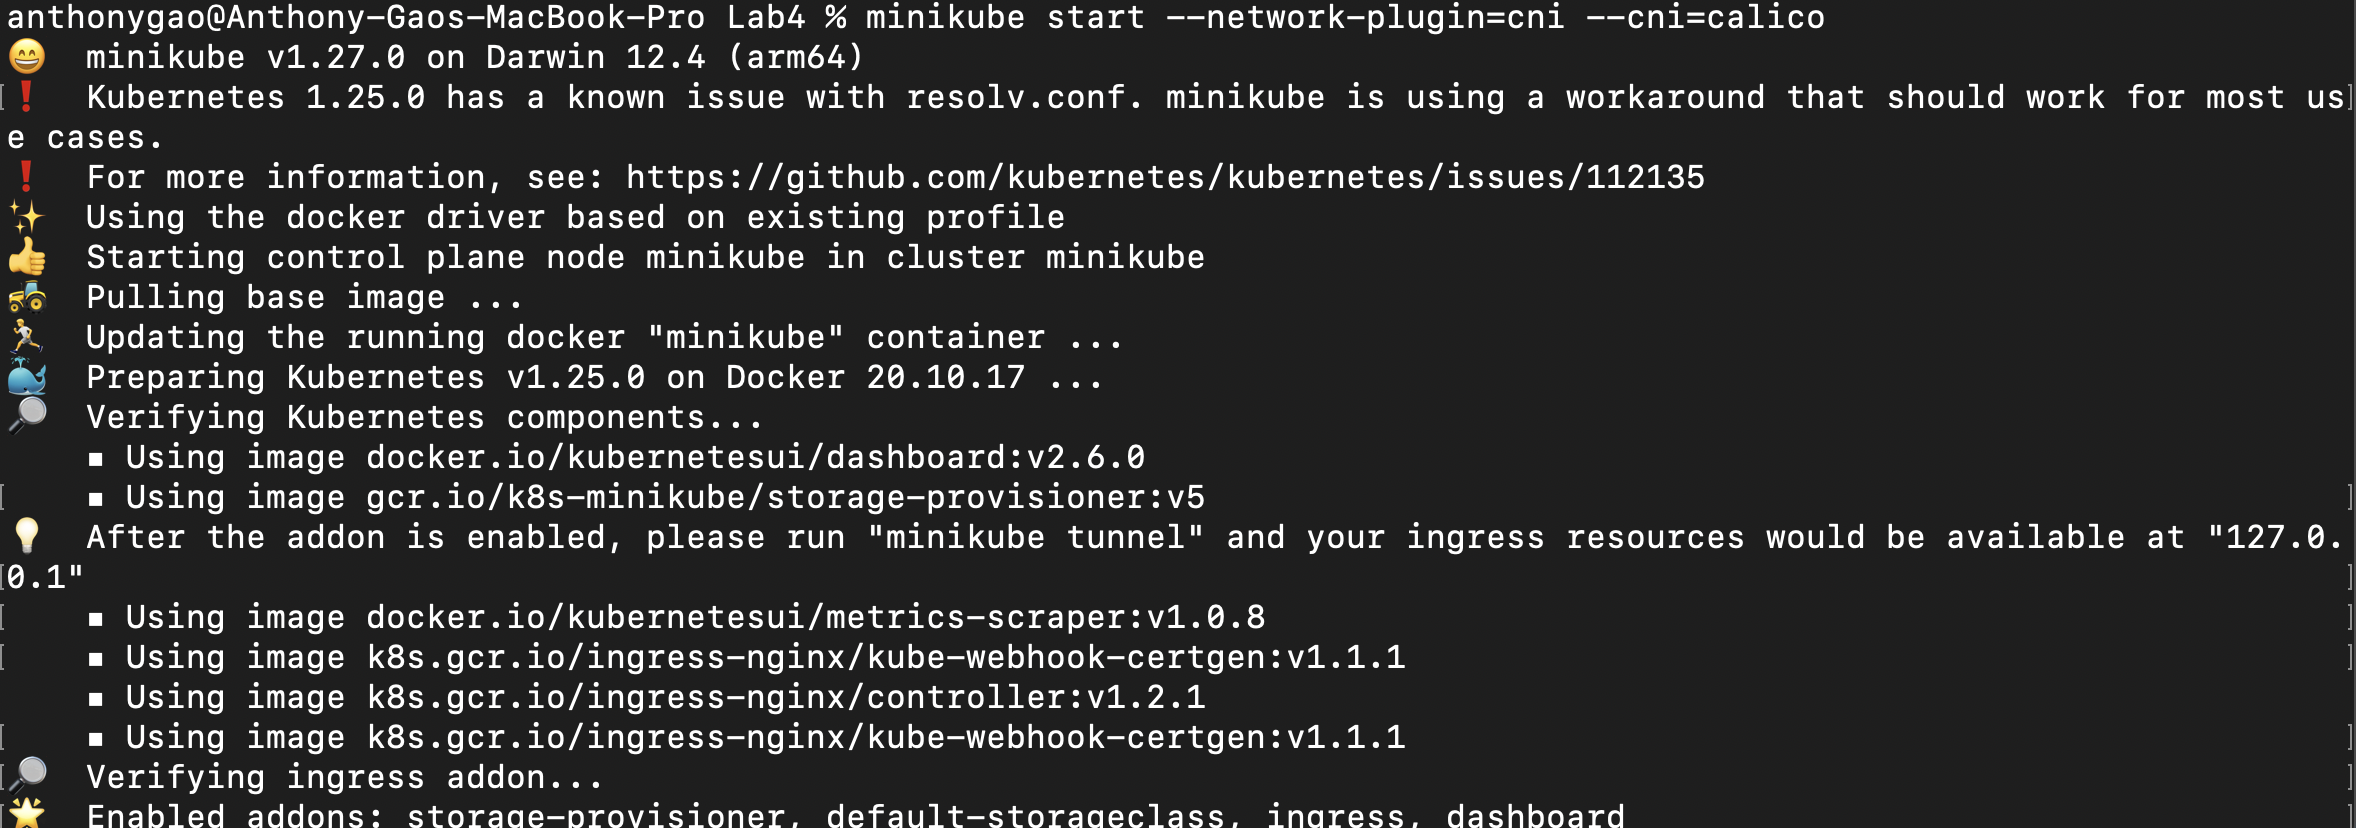 anthonygao@Anthony-Gaos-MacBook-Pro Lab4 % minikube start --network-plugin=cni --cni=calico
😄  minikube v1.27.0 on Darwin 12.4 (arm64)
❗  Kubernetes 1.25.0 has a known issue with resolv.conf. minikube is using a workaround that should work for most us
e cases.
❗  For more information, see: https://github.com/kubernetes/kubernetes/issues/112135
✨  Using the docker driver based on existing profile
👍  Starting control plane node minikube in cluster minikube
🚜  Pulling base image ...
🏃  Updating the running docker "minikube" container ...
🐳  Preparing Kubernetes v1.25.0 on Docker 20.10.17 ...
🔎  Verifying Kubernetes components...
    ▪ Using image docker.io/kubernetesui/dashboard:v2.6.0
    ▪ Using image gcr.io/k8s-minikube/storage-provisioner:v5
💡  After the addon is enabled, please run "minikube tunnel" and your ingress resources would be available at "127.0.
0.1"
    ▪ Using image docker.io/kubernetesui/metrics-scraper:v1.0.8
    ▪ Using image k8s.gcr.io/ingress-nginx/kube-webhook-certgen:v1.1.1
    ▪ Using image k8s.gcr.io/ingress-nginx/controller:v1.2.1
    ▪ Using image k8s.gcr.io/ingress-nginx/kube-webhook-certgen:v1.1.1
🔎  Verifying ingress addon...
🌟  Enabled addons: storage-provisioner, default-storageclass, ingress, dashboard